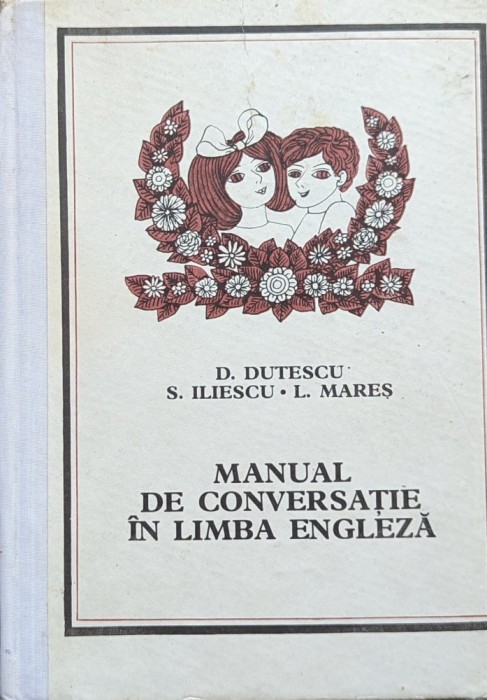 D. DUTESCU
S. ILIESCU • L. MAREȘ
MANUAL
DE CONVERSAȚIE
ÎN LIMBA ENGLEZĂ